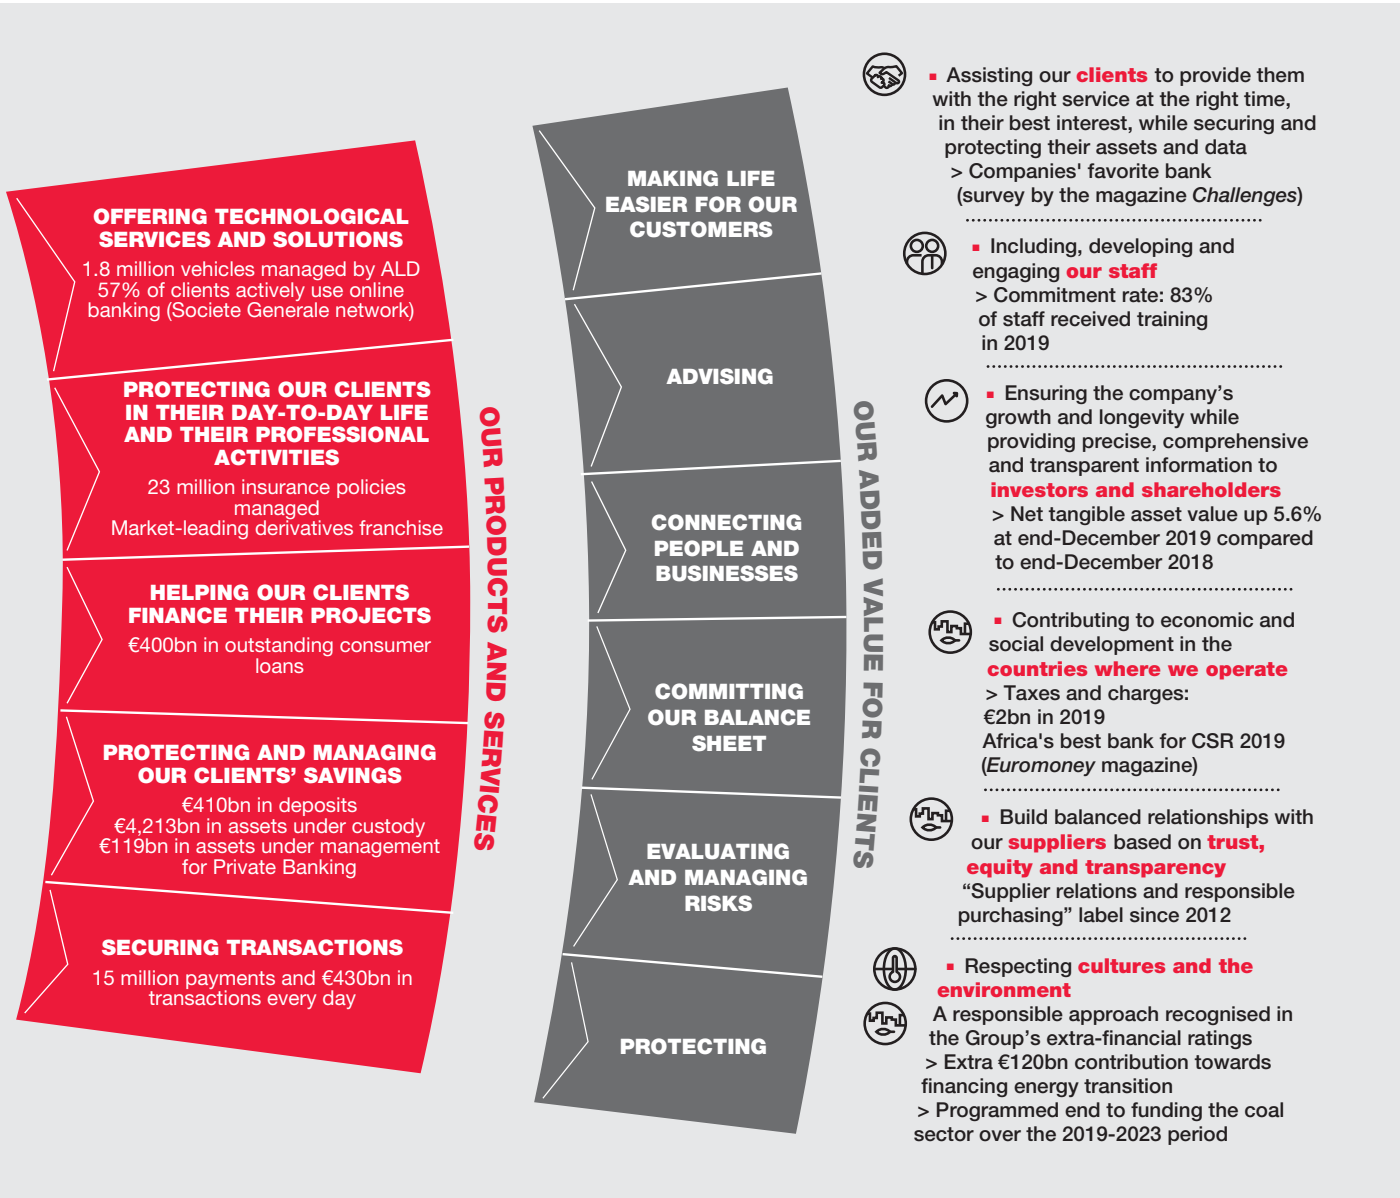 OFFERING TECHNOLOGICAL
SERVICES AND SOLUTIONS
1.8 million vehicles managed by ALD
57% of clients actively use online
banking (Societe Generale network)
PROTECTING OUR CLIENTS
IN THEIR DAY-TO-DAY LIFE
AND THEIR PROFESSIONAL
ACTIVITIES
23 million insurance policies
managed
Market-leading derivatives franchise
HELPING OUR CLIENTS
FINANCE THEIR PROJECTS
€400bn in outstanding consumer
loans
PROTECTING AND MANAGING
OUR CLIENTS’ SAVINGS
€410bn in deposits
€4,213bn in assets under custody
€119bn in assets under management
for Private Banking
SECURING TRANSACTIONS
15 million payments and €430bn in
transactions every day
OUR PRODUCTS AND SERVICES
MAKING LIFE
EASIER FOR OUR
CUSTOMERS
ADVISING
CONNECTING
PEOPLE AND
BUSINESSES
COMMITTING
OUR BALANCE
SHEET
EVALUATING
AND MANAGING
RISKS
PROTECTING
OUR ADDED VALUE FOR CLIENTS
▪ Assisting our clients to provide them
with the right service at the right time,
in their best interest, while securing and
protecting their assets and data
> Companies' favorite bank
(survey by the magazine Challenges)
▪ Including, developing and
engaging our staff
> Commitment rate: 83%
of staff received training
in 2019
▪ Ensuring the company’s
growth and longevity while
providing precise, comprehensive
and transparent information to
investors and shareholders
> Net tangible asset value up 5.6%
at end-December 2019 compared
to end-December 2018
▪ Contributing to economic and
social development in the
countries where we operate
> Taxes and charges:
€2bn in 2019
Africa's best bank for CSR 2019
(Euromoney magazine)
▪ Build balanced relationships with
our suppliers based on trust,
equity and transparency
“Supplier relations and responsible
purchasing” label since 2012
▪ Respecting cultures and the
environment
A responsible approach recognised in
the Group’s extra-financial ratings
> Extra €120bn contribution towards
financing energy transition
> Programmed end to funding the coal
sector over the 2019-2023 period